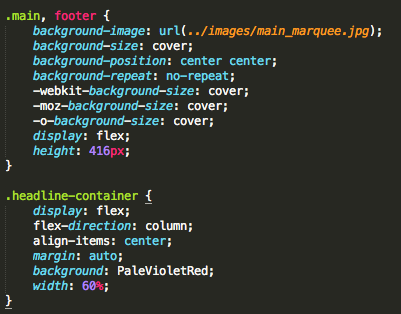 .main, footer {
    background-image: url(../images/main_marquee.jpg);
    background-size: cover;
    background-position: center center;
    background-repeat: no-repeat;
    -webkit-background-size: cover;
    -moz-background-size: cover;
    -o-background-size: cover;
    display: flex;
    height: 416px;
}

.headline-container {
    display: flex;
    flex-direction: column;
    align-items: center;
    margin: auto;
    background: PaleVioletRed;
    width: 60%;
}